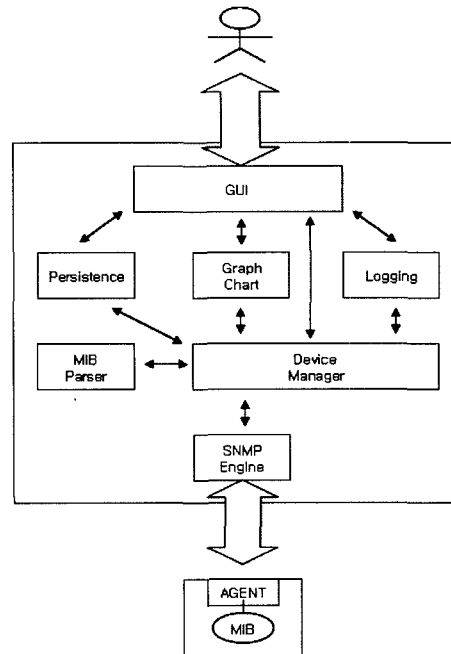 GUI
Persistence
Graph
Chart
Logging
MIB
Parser
Device
Manager
SNMP
Engine
AGENT
MIB